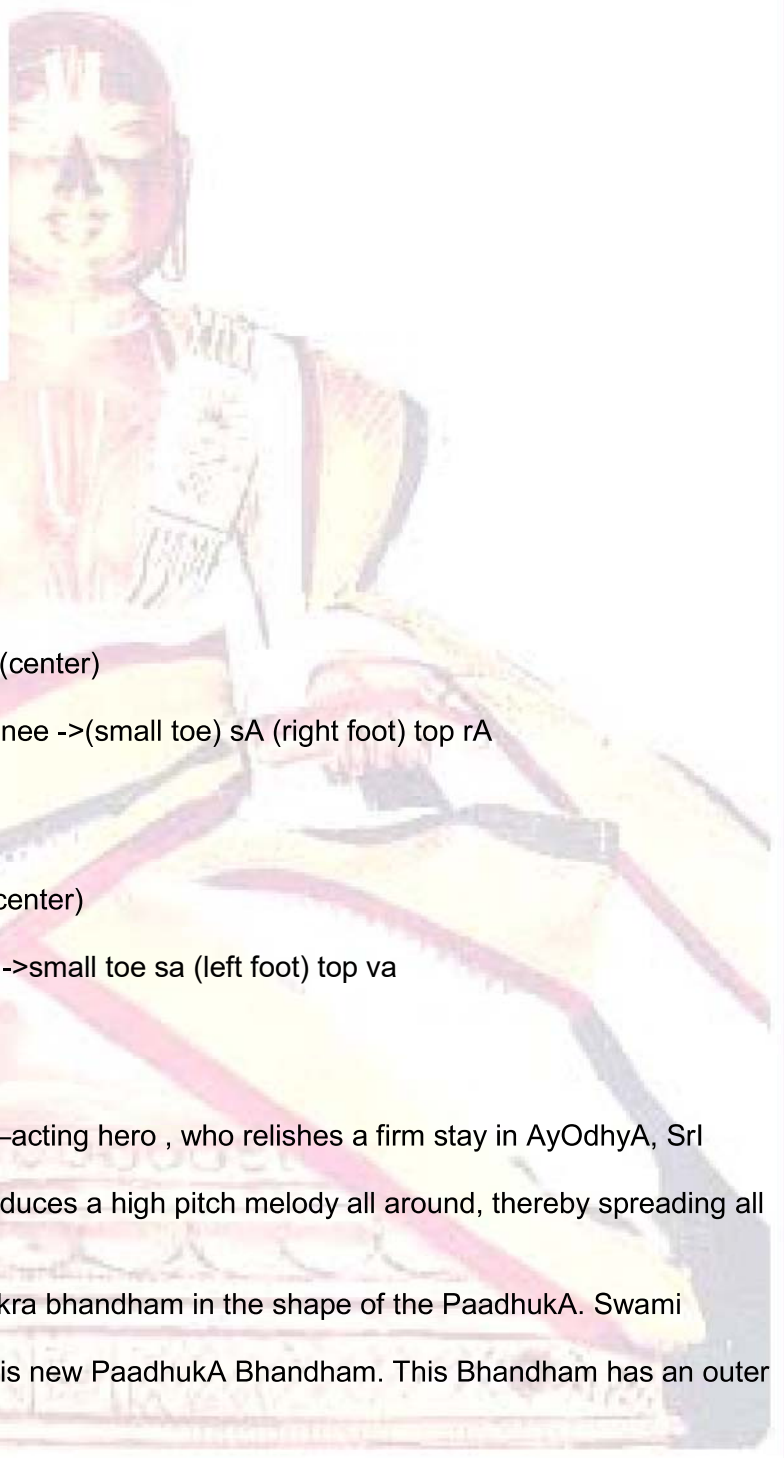 (center)
nee ->(small toe) sA (right foot) top rA
center)
->small toe sa (left foot) top va
–acting hero , who relishes a firm stay in AyOdhyA, SrI
duces a high pitch melody all around, thereby spreading all
kra bhandham in the shape of the PaadhukA. Swami
is new PaadhukA Bhandham. This Bhandham has an outer